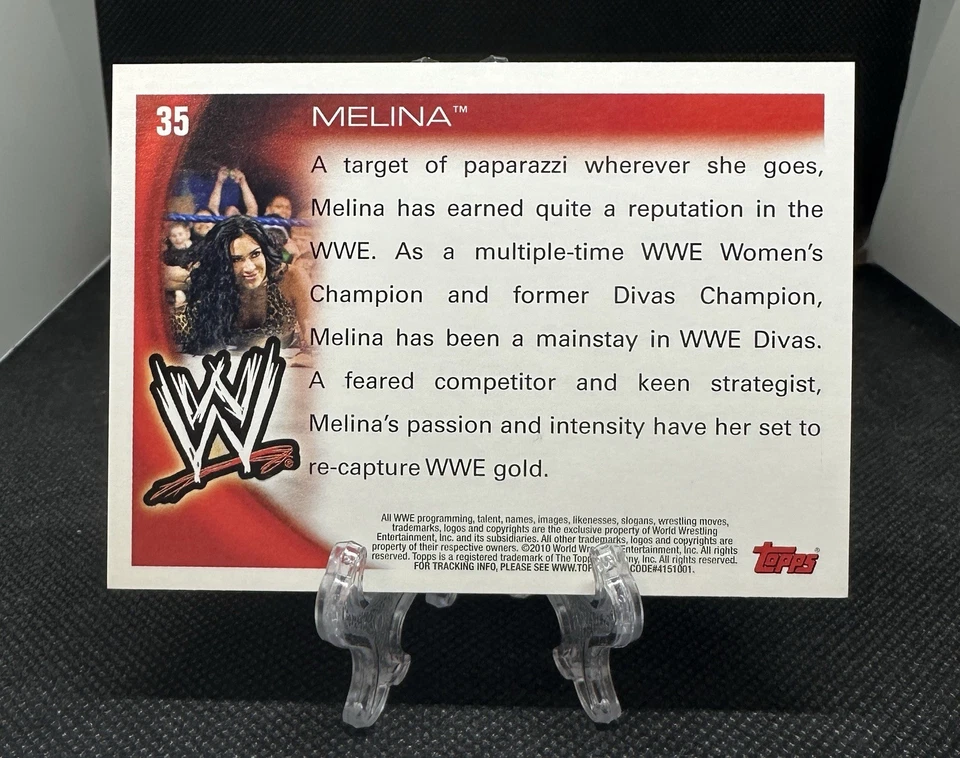 35
MELINA™
A target of paparazzi wherever she goes,
Melina has earned quite a reputation in the
WWE. As a multiple-time WWE Women's
Champion and former Divas Champion,
Melina has been a mainstay in WWE Divas.
A feared competitor and keen strategist,
Melina's passion and intensity have her set to
re-capture WWE gold.
W
All WWE programming, talent, names, images, likenesses, slogans, wrestling moves,
trademarks, logos and copyrights are the exclusive property of World Wrestling
Entertainment, Inc. and its subsidiaries. All other trademarks, logos and copyrights are
property of their respective owners. ©2010 World Entertainment, Inc. All rights
reserved. Topps is a registered trademark of The All rights reserved.
FOR TRACKING INFO, PLEASE SEE CODE#4151001.
topps®